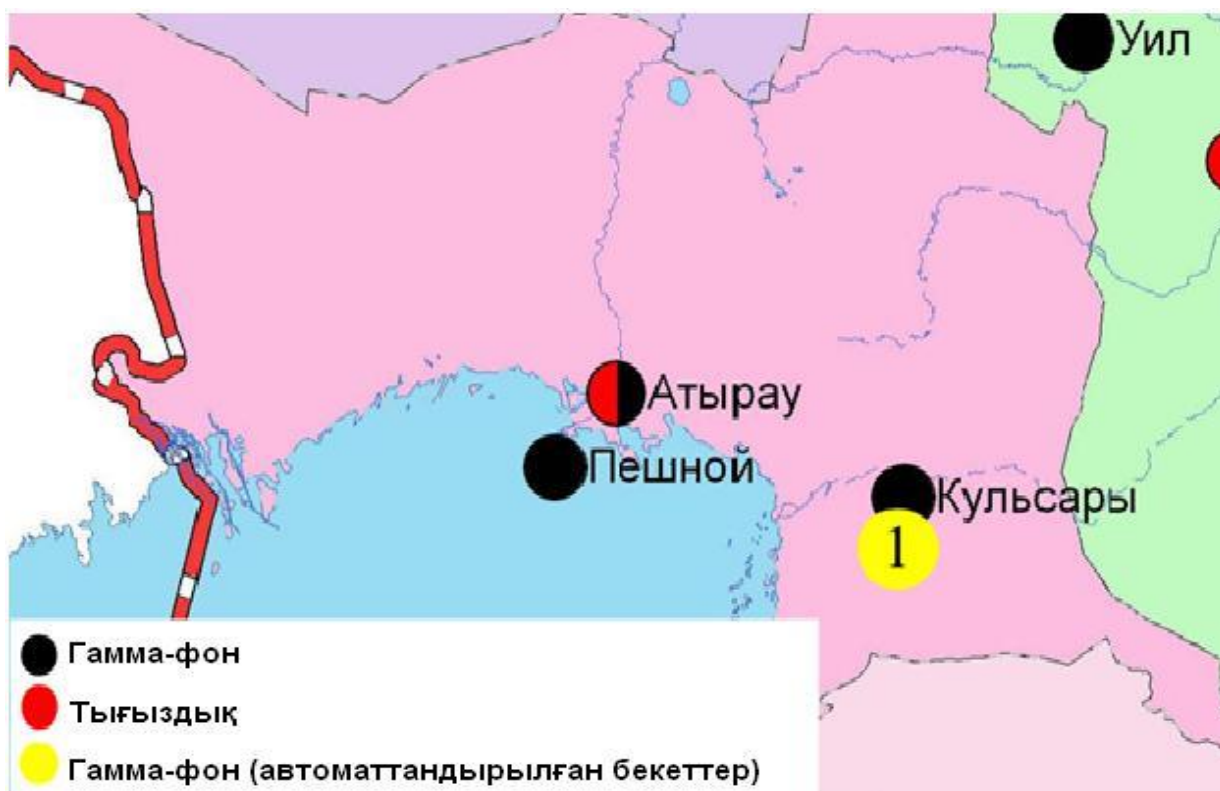 Уил
Атырау
Пешной
Кульсары
1
Гамма-фон
Тығыздық
Гамма-фон (автоматтандырылған бекеттер)